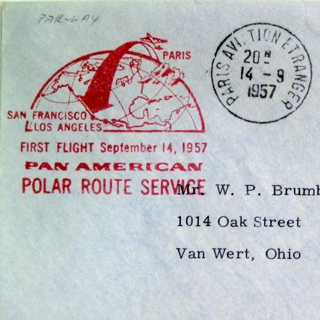 PAR-LAX
PARIS
SAN FRANCISCO
LOS ANGELES
FIRST FLIGHT September 14, 1957
PAN AMERICAN
POLAR ROUTE SERVICE
PARIS AVIATION ETRANGER
20H
14 - 9
1957
Mr. W. P. Brumb
1014 Oak Street
Van Wert, Ohio